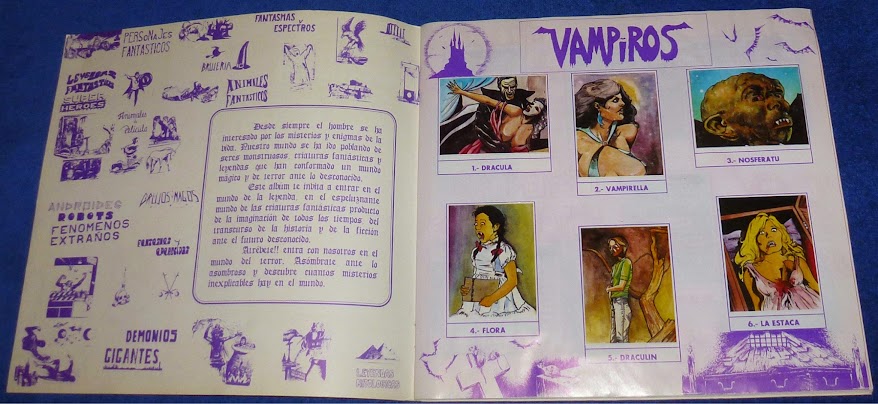 PERSONAJES
FANTASTICOS
FANTASMAS
Y
ESPECTROS
BRUJERIA
LEYENDAS
FANTASTICAS
SUPER
HEROES
ANIMALES
FANTASTICOS
Animales
de
Pelicula
BRUJOS Y MAGOS
ANDROIDES
ROBOTS
FENOMENOS
EXTRAÑOS
DEMONIOS
GIGANTES
LEYENDAS
Desde siempre el hombre se ha
interesado por los misterios y enigmas de la
vida. Nuestro mundo se ha ido poblando de
seres monstruosos, criaturas fantásticas y
leyendas que han conformado un mundo
mágico y de terror ante lo desconocido.
Este album te invita a entrar en el
mundo de la leyenda, en el espeluznante
mundo de las criaturas fantásticas producto
de la imaginación de todos los tiempos del
transcurso de la historia y de la ficción
ante el futuro desconocido.
Atrévete!! entra con nosotros en el
mundo del terror. Asómbrate ante lo
asombroso y descubre cuantos misterios
inexplicables hay en el mundo.
VAMPIROS
1.- DRACULA
2.- VAMPIRELLA
3.- NOSFERATU
4.- FLORA
5.- DRACULIN
6.- LA ESTACA